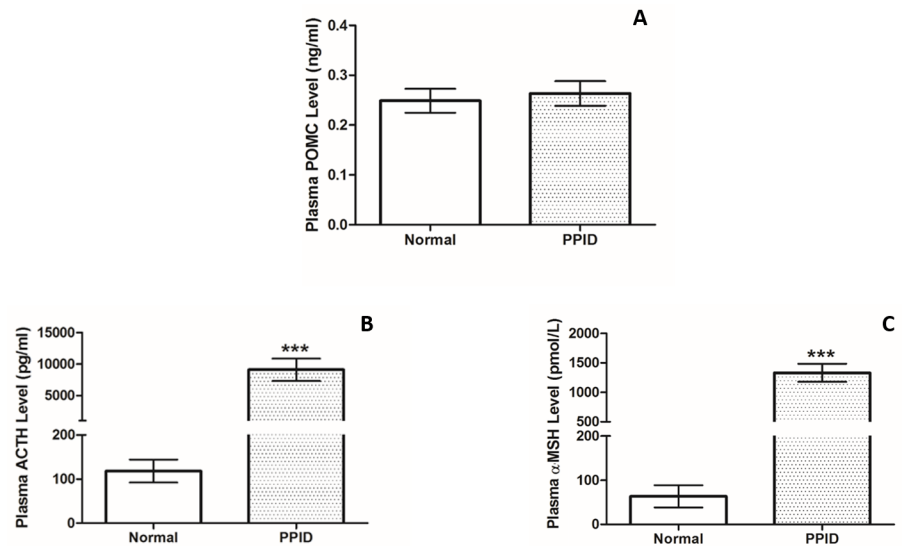 A
Plasma POMC Level (ng/ml)
0.4
0.3
0.2
0.1
0.0
Normal
PPID
B
Plasma ACTH Level (pg/ml)
15000
10000
5000
200
100
0
***
Normal
PPID
C
Plasma α-MSH Level (pmol/L)
2000
1500
1000
500
200
100
0
***
Normal
PPID